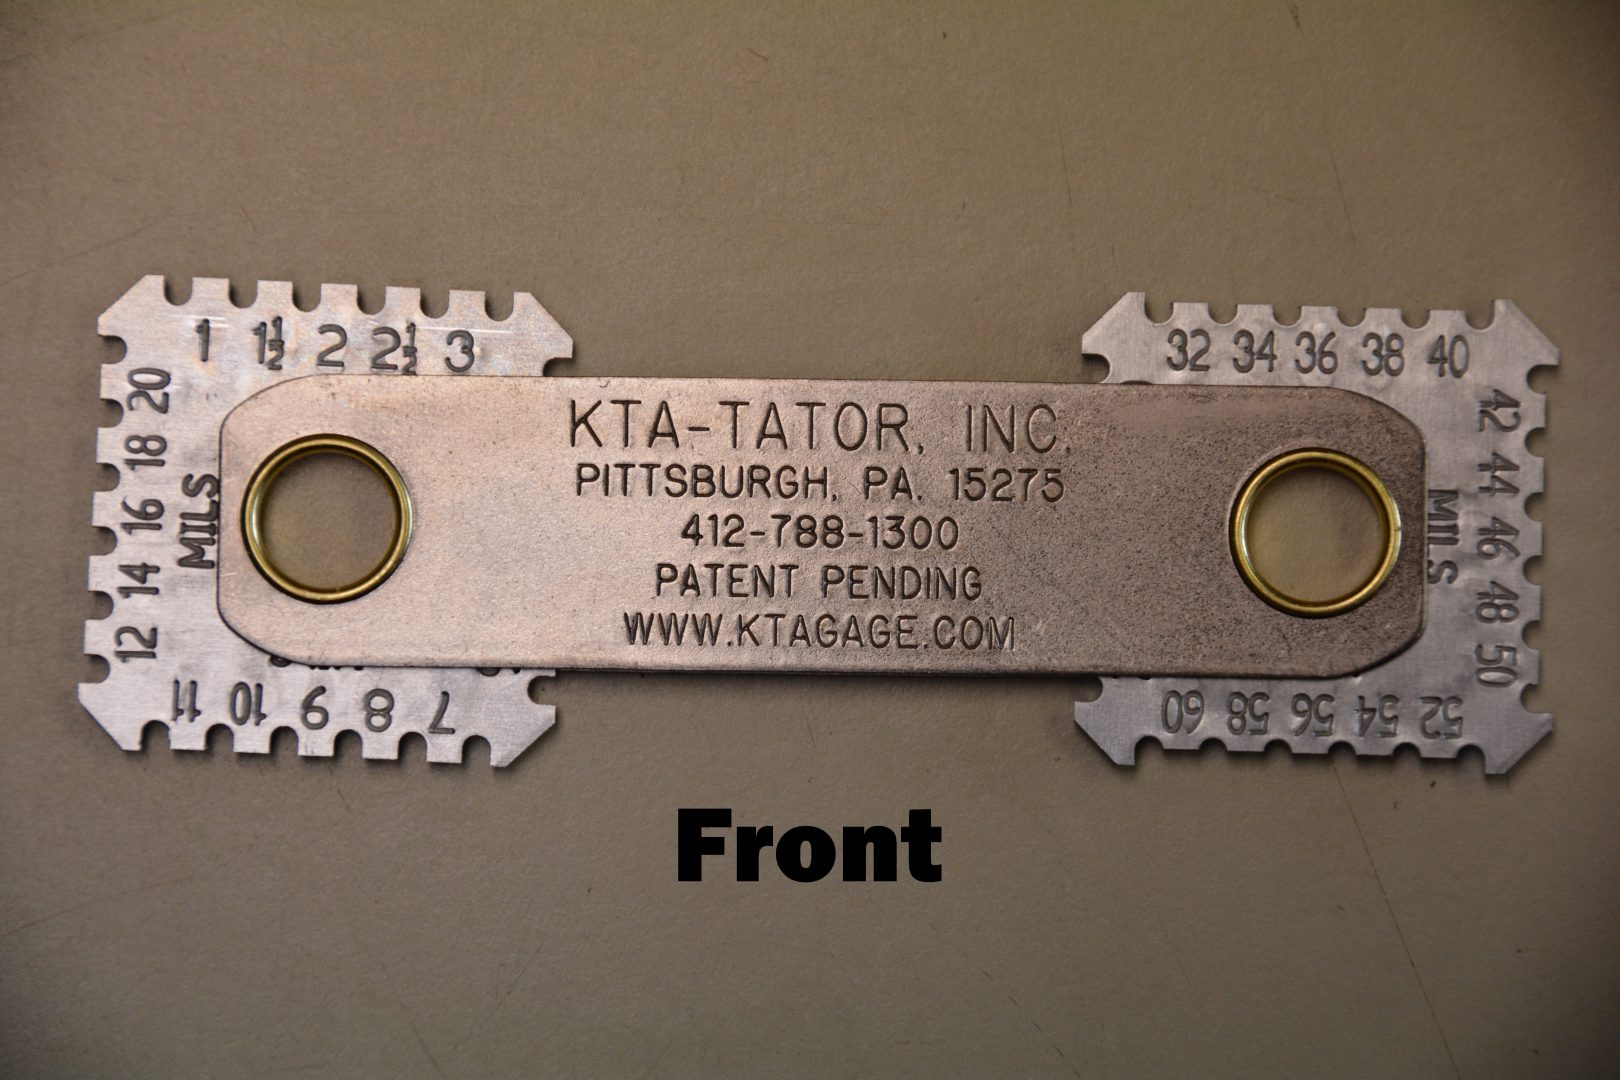 1 1½ 2 2½ 3
20
18
16
14
12
MILS
11 10 9 8 7
KTA-TATOR, INC.
PITTSBURGH, PA. 15275
412-788-1300
PATENT PENDING
WWW.KTAGAGE.COM
32 34 36 38 40
42
44
46
48
50
MILS
60 58 56 54 52
Front